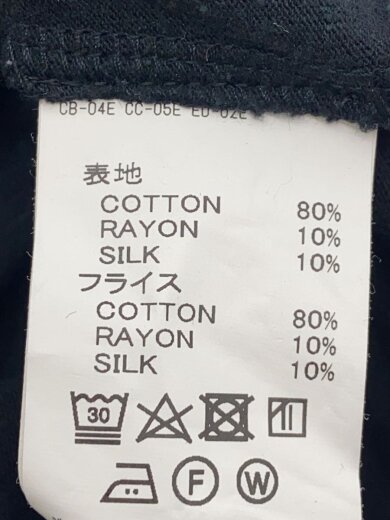 CB-04E CC-05E ED-02E
表地
COTTON 80%
RAYON 10%
SILK 10%
フライス
COTTON 80%
RAYON 10%
SILK 10%
30
F W